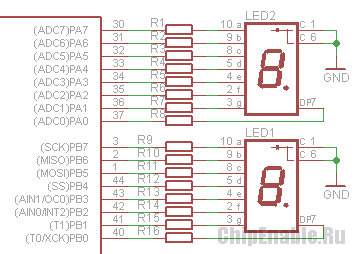 LED2
(ADC7)PA7 30 R1 10 a C 1
(ADC6)PA6 31 R2 9 b C 6
(ADC5)PA5 32 R3 8 c
(ADC4)PA4 33 R4 5 d
(ADC3)PA3 34 R5 4 e
(ADC2)PA2 35 R6 2 f
(ADC1)PA1 36 R7 3 g DP7
(ADC0)PA0 37 R8
GND
LED1
(SCK)PB7 3 R9 10 a C 1
(MISO)PB6 2 R10 9 b C 6
(MOSI)PB5 1 R11 8 c
(SS)PB4 44 R12 5 d
(AIN1/OC0)PB3 43 R13 4 e
(AIN0/INT2)PB2 42 R14 2 f
(T1)PB1 41 R15 3 g DP7
(T0/XCK)PB0 40 R16
GND
ChipEnable.Ru